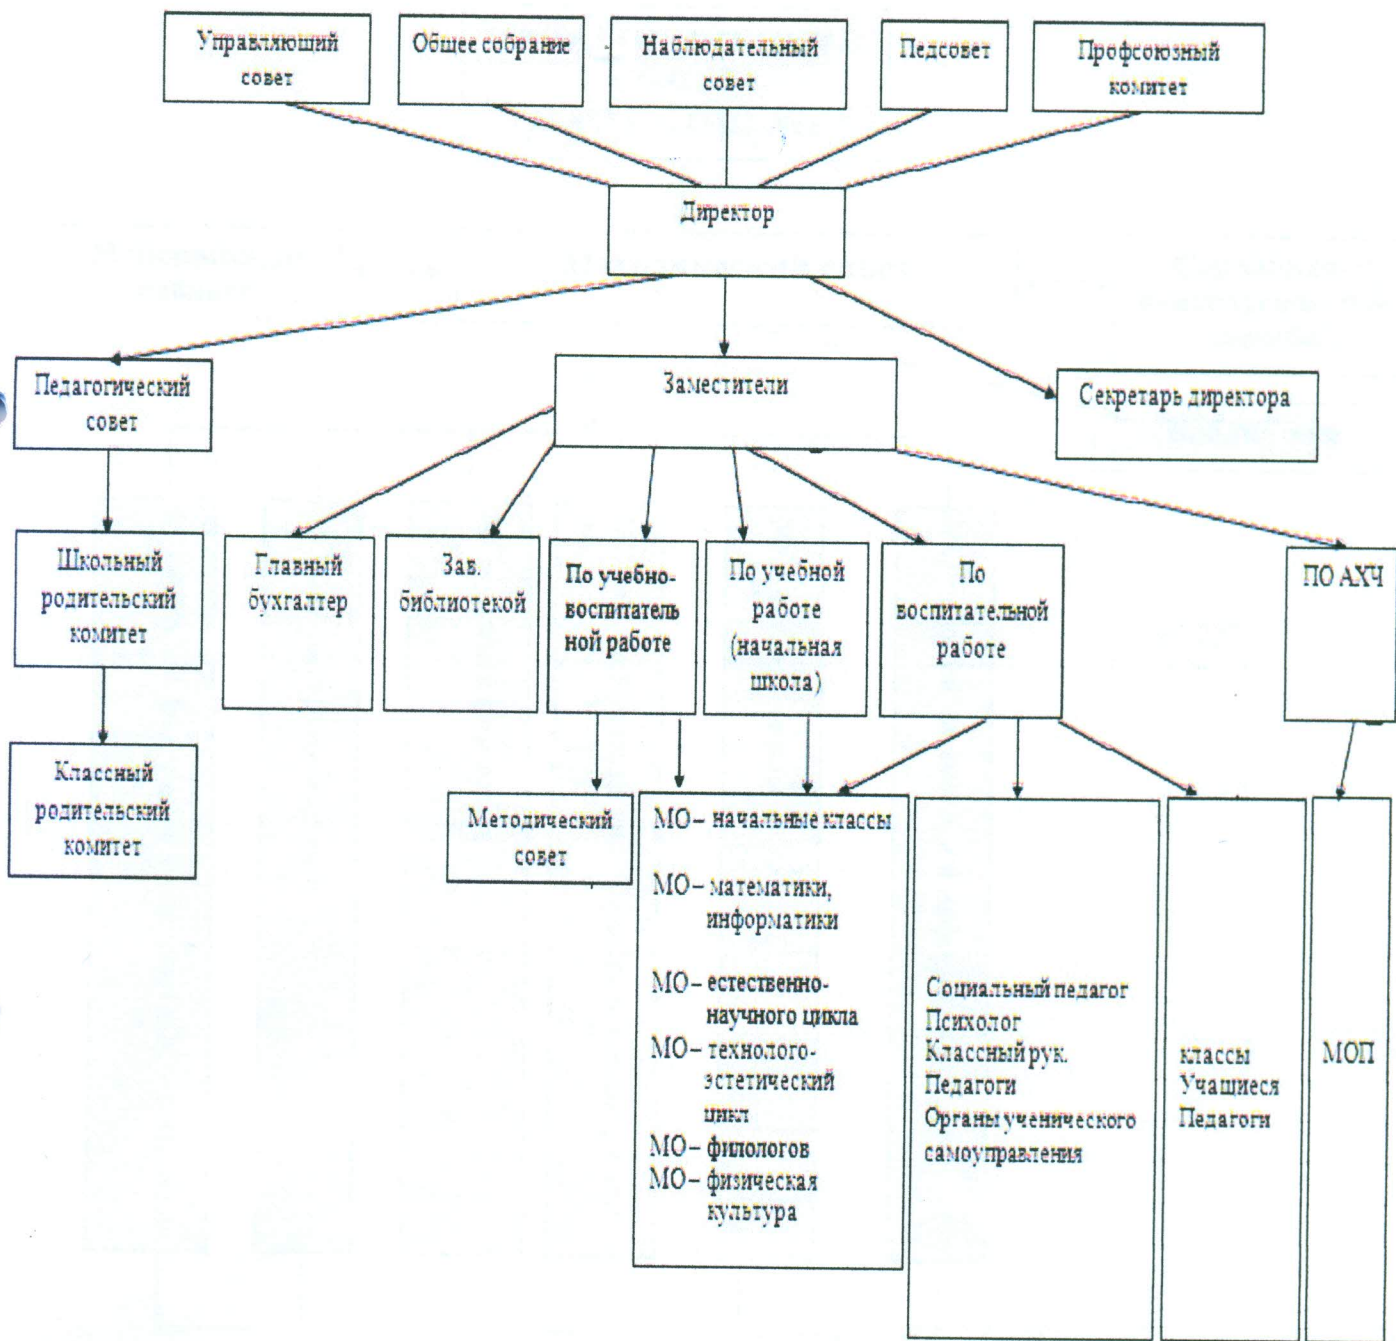 Управляющий
совет
Общее собрание -
Наблюдательный
совет
Педсовет
Профсоюзный
комитет
Директор
Педагогический
совет
Заместители
Секретарь директора
Школьный
родительский
комитет
Главный
бухгалтер
Зав.
библиотекой
По учебно-
воспитатель
ной работе
По учебной
работе
(начальная
школа)
По
воспитательной
работе
ПО АХЧ
Классный
родительский
комитет
Методический
совет
МО – начальные классы
МО – математики,
информатики
МО – естественно-
научного цикла
МО – технолого-
эстетический
цикл
МО – филологов
МО – физическая
культура
Социальный педагог
Психолог
Классный рук.
Педагоги
Органы ученического
самоуправления
классы
Учащиеся
Педагоги
МОП